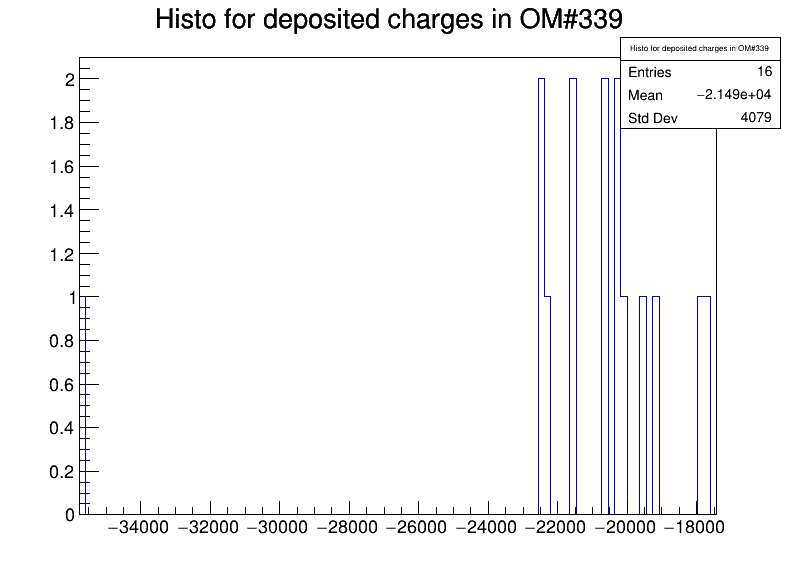 Histo for deposited charges in OM#339
Histo for deposited charges in OM#339
Entries 16
Mean −2.149e+04
Std Dev 4079
2
1.8
1.6
1.4
1.2
1
0.8
0.6
0.4
0.2
0
−34000 −32000 −30000 −28000 −26000 −24000 −22000 −20000 −18000